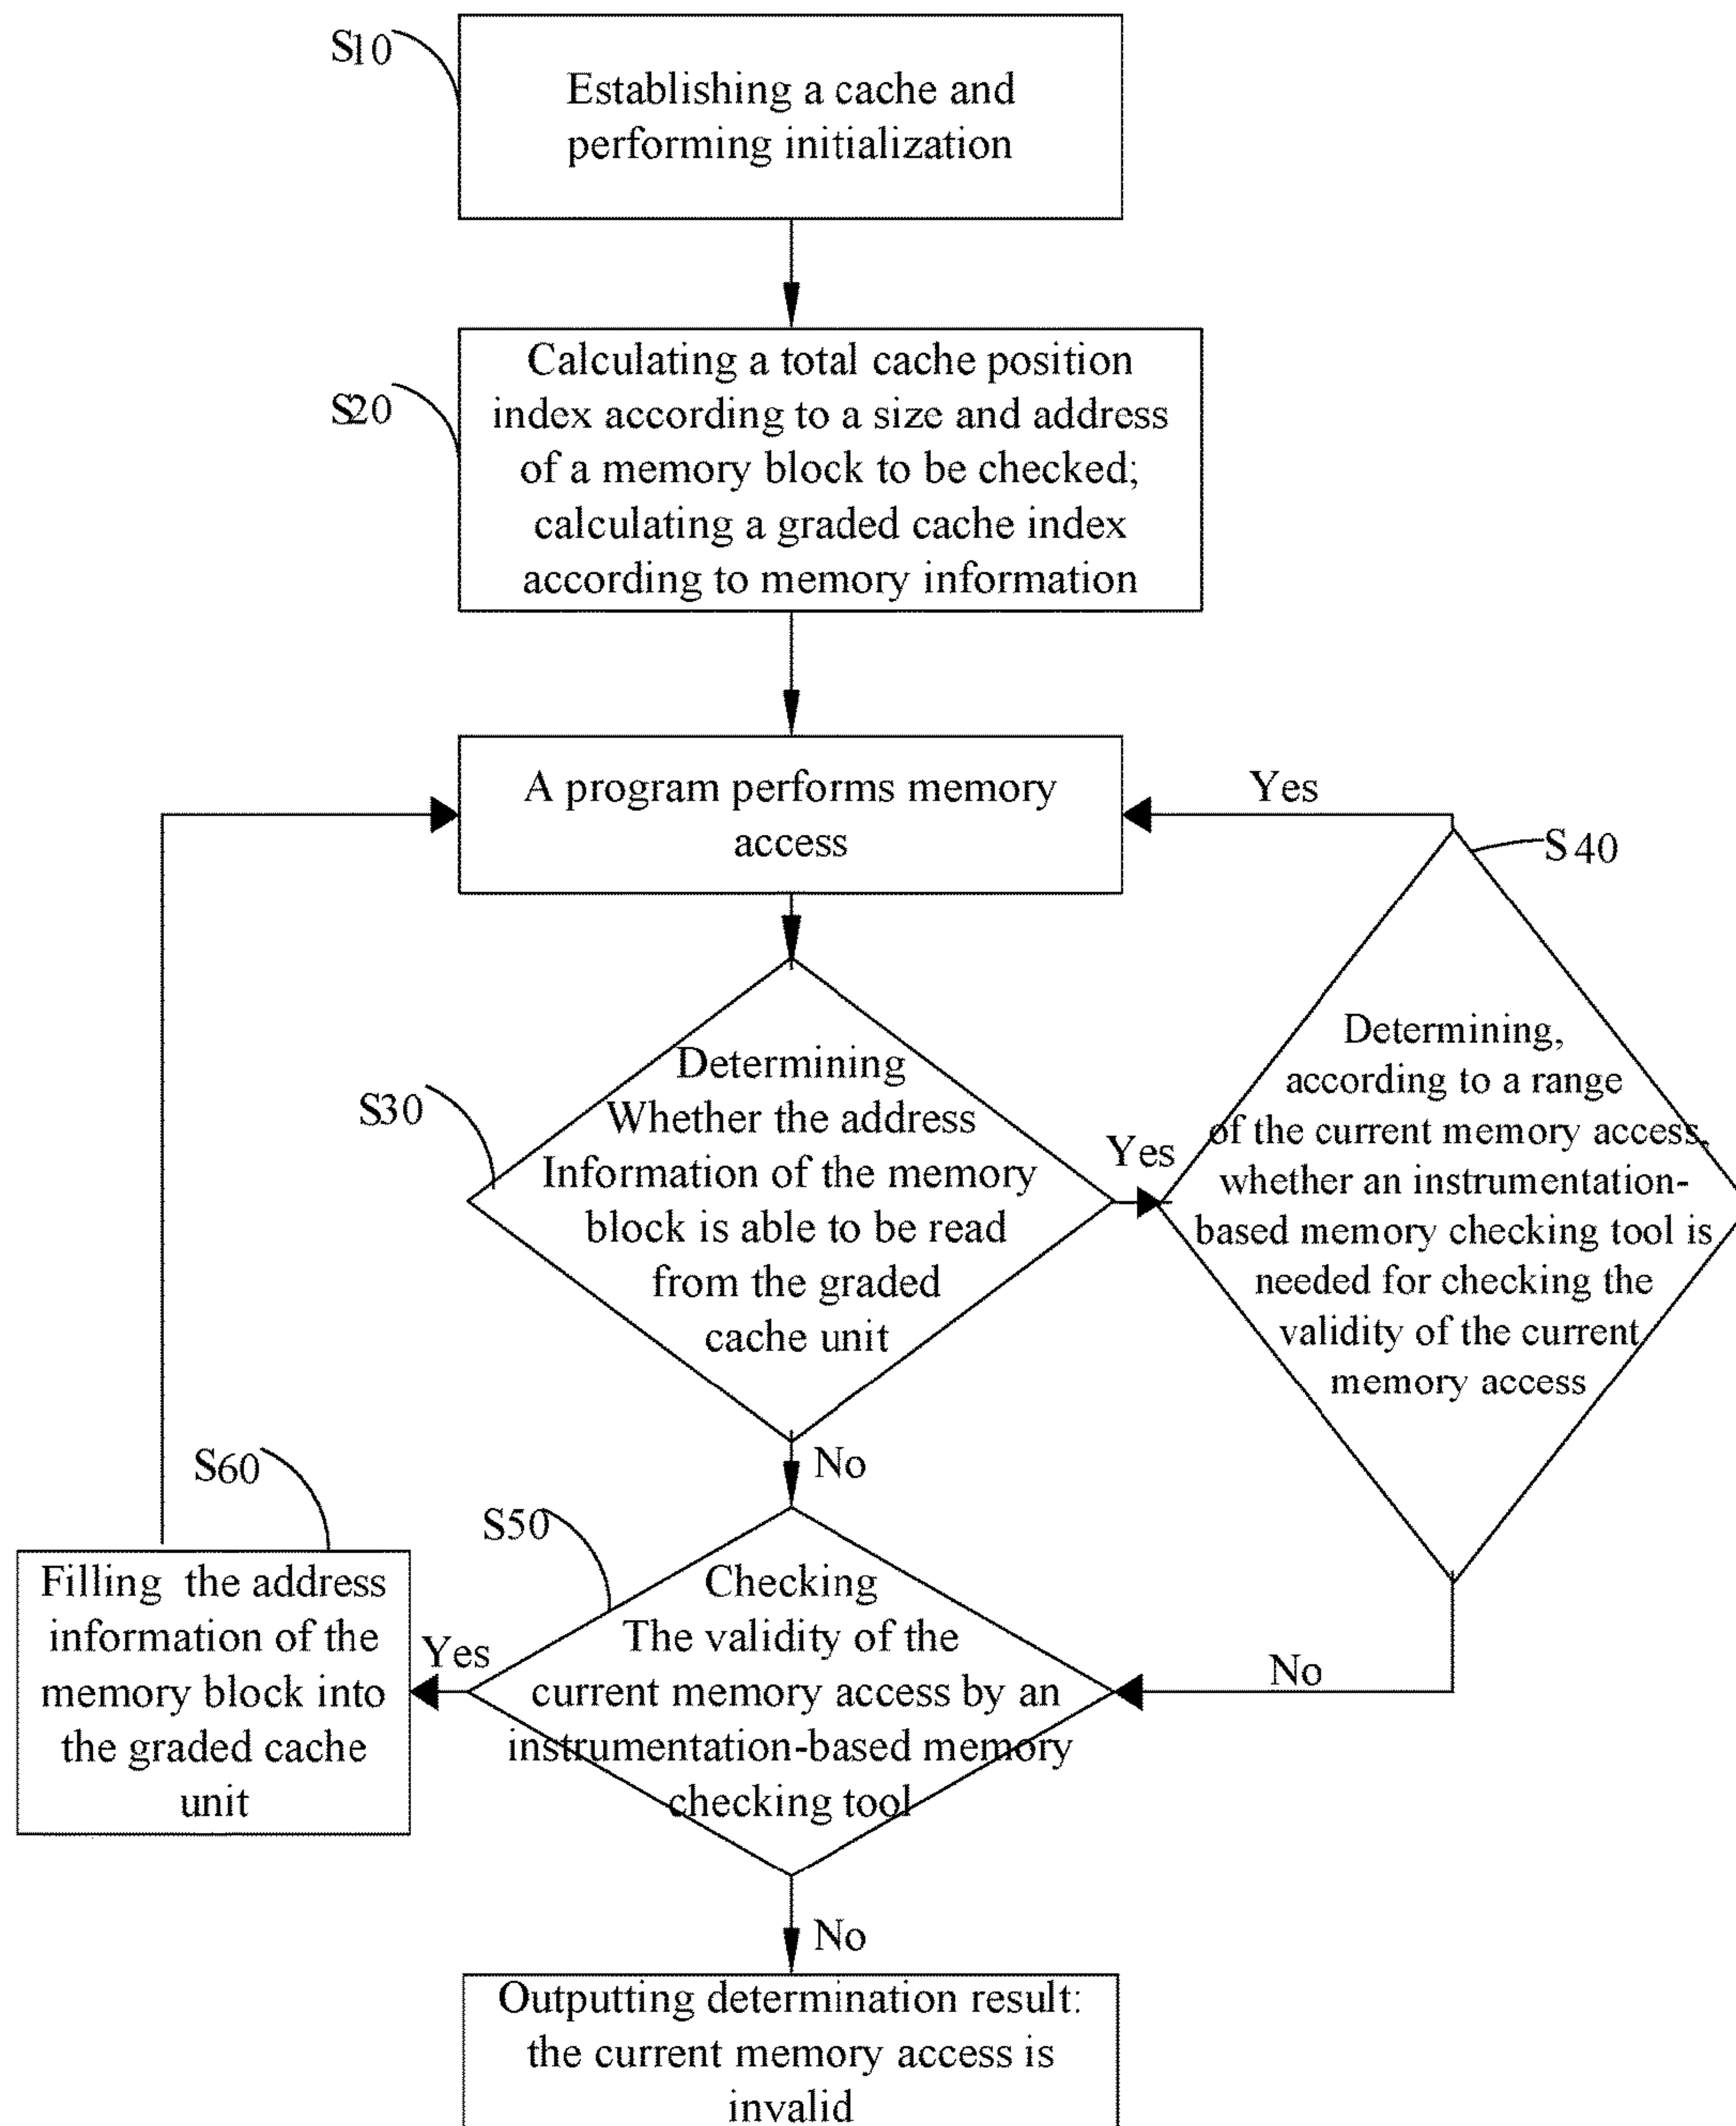 S10
Establishing a cache and
performing initialization
S20
Calculating a total cache position
index according to a size and address
of a memory block to be checked;
calculating a graded cache index
according to memory information
A program performs memory
access
Yes
S 40
Determining,
according to a range
of the current memory access,
whether an instrumentation-
based memory checking tool is
needed for checking the
validity of the current
memory access
S30
Determining
Whether the address
Information of the memory
block is able to be read
from the graded
cache unit
Yes
No
S60
Filling the address
information of the
memory block into
the graded cache
unit
Yes
S50
Checking
The validity of the
current memory access by an
instrumentation-based memory
checking tool
No
No
Outputting determination result:
the current memory access is
invalid